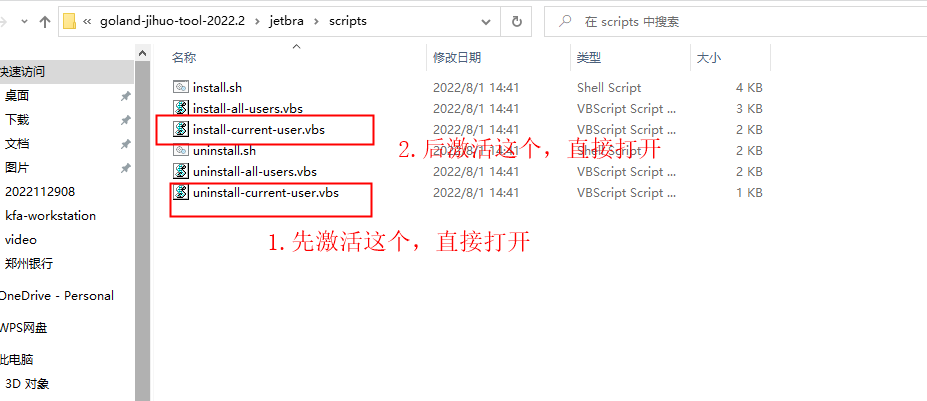 « goland-jihuo-tool-2022.2 › jetbra › scripts
在 scripts 中搜索
名称 修改日期 类型 大小
快速访问
桌面
下载
文档
图片
2022112908
kfa-workstation
video
郑州银行
OneDrive - Personal
WPS网盘
此电脑
3D 对象
install.sh 2022/8/1 14:41 Shell Script 4 KB
install-all-users.vbs 2022/8/1 14:41 VBScript Script ... 3 KB
install-current-user.vbs 2022/8/1 14:41 VBScript Script ... 2 KB
2.后激活这个，直接打开
uninstall.sh 2022/8/1 14:41 Shell Script 2 KB
uninstall-all-users.vbs 2022/8/1 14:41 VBScript Script ... 2 KB
uninstall-current-user.vbs 2022/8/1 14:41 VBScript Script ... 1 KB
1.先激活这个，直接打开